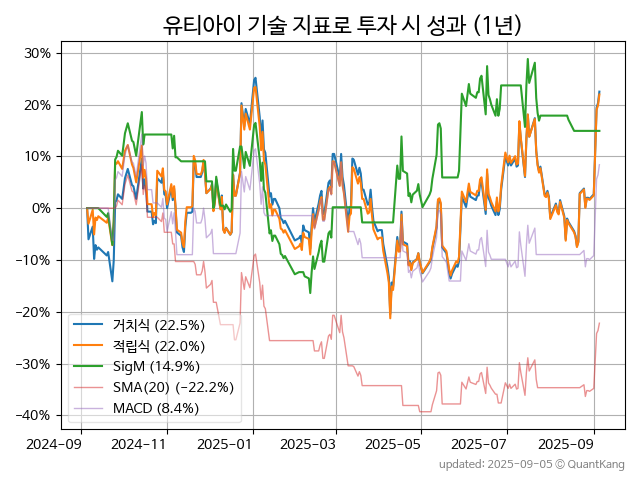 유티아이 기술 지표로 투자 시 성과 (1년)
30%
20%
10%
0%
−10%
−20%
−30%
−40%
거치식 (22.5%)
적립식 (22.0%)
SigM (14.9%)
SMA(20) (−22.2%)
MACD (8.4%)
2024-09 2024-11 2025-01 2025-03 2025-05 2025-07 2025-09
updated: 2025-09-05 © QuantKang